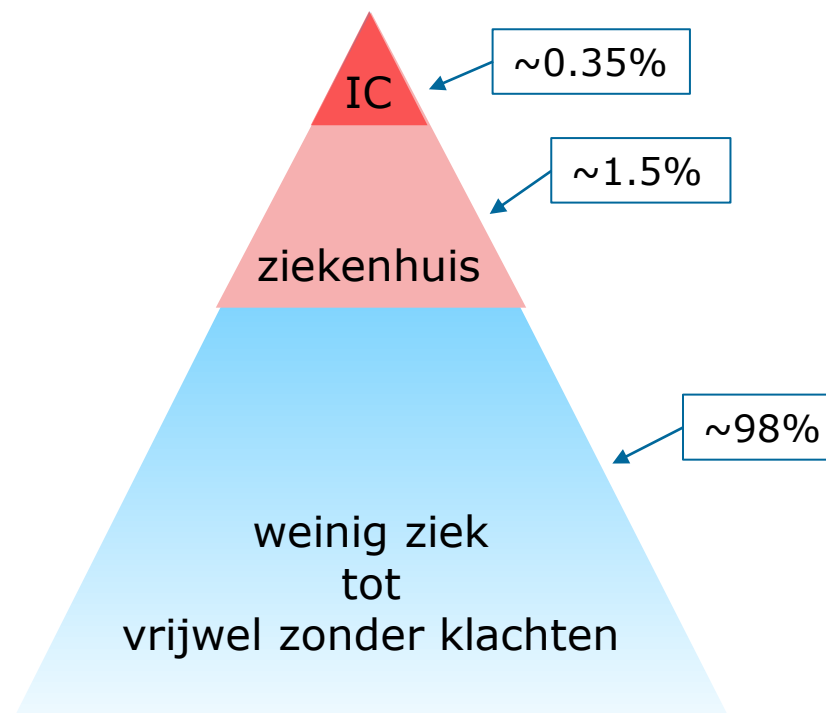 IC
~0.35%
~1.5%
ziekenhuis
~98%
weinig ziek
tot
vrijwel zonder klachten